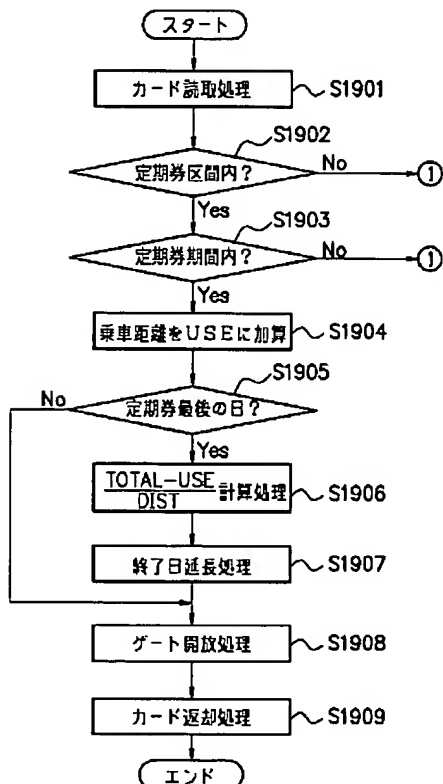 スタート
カード読取処理 S1901
S1902
定期券区間内? No ①
Yes
S1903
定期券期間内? No ①
Yes
乗車距離をUSEに加算 S1904
S1905
No 定期券最後の日?
Yes
TOTAL-USE
DIST
計算処理 S1906
終了日延長処理 S1907
ゲート開放処理 S1908
カード返却処理 S1909
エンド